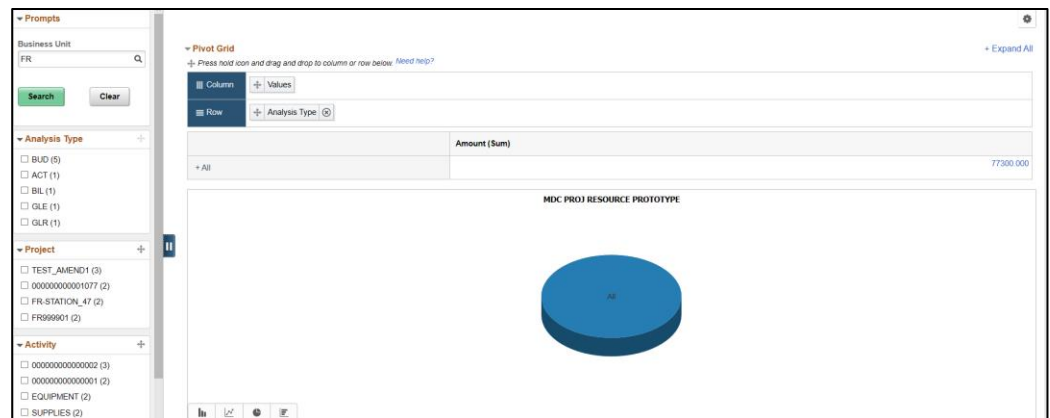 Prompts
Business Unit
FR
Search Clear
Analysis Type
BUD (5)
ACT (1)
BIL (1)
GLE (1)
GLR (1)
Project
TEST_AMEND1 (3)
000000000001077 (2)
FR-STATION_47 (2)
FR999901 (2)
Activity
000000000000002 (3)
000000000000001 (2)
EQUIPMENT (2)
SUPPLIES (2)
Pivot Grid + Expand All
Press hold icon and drag and drop to column or row below. Need help?
Column Values
Row Analysis Type
Amount (Sum)
+ All 77300.000
MDC PROJ RESOURCE PROTOTYPE
All